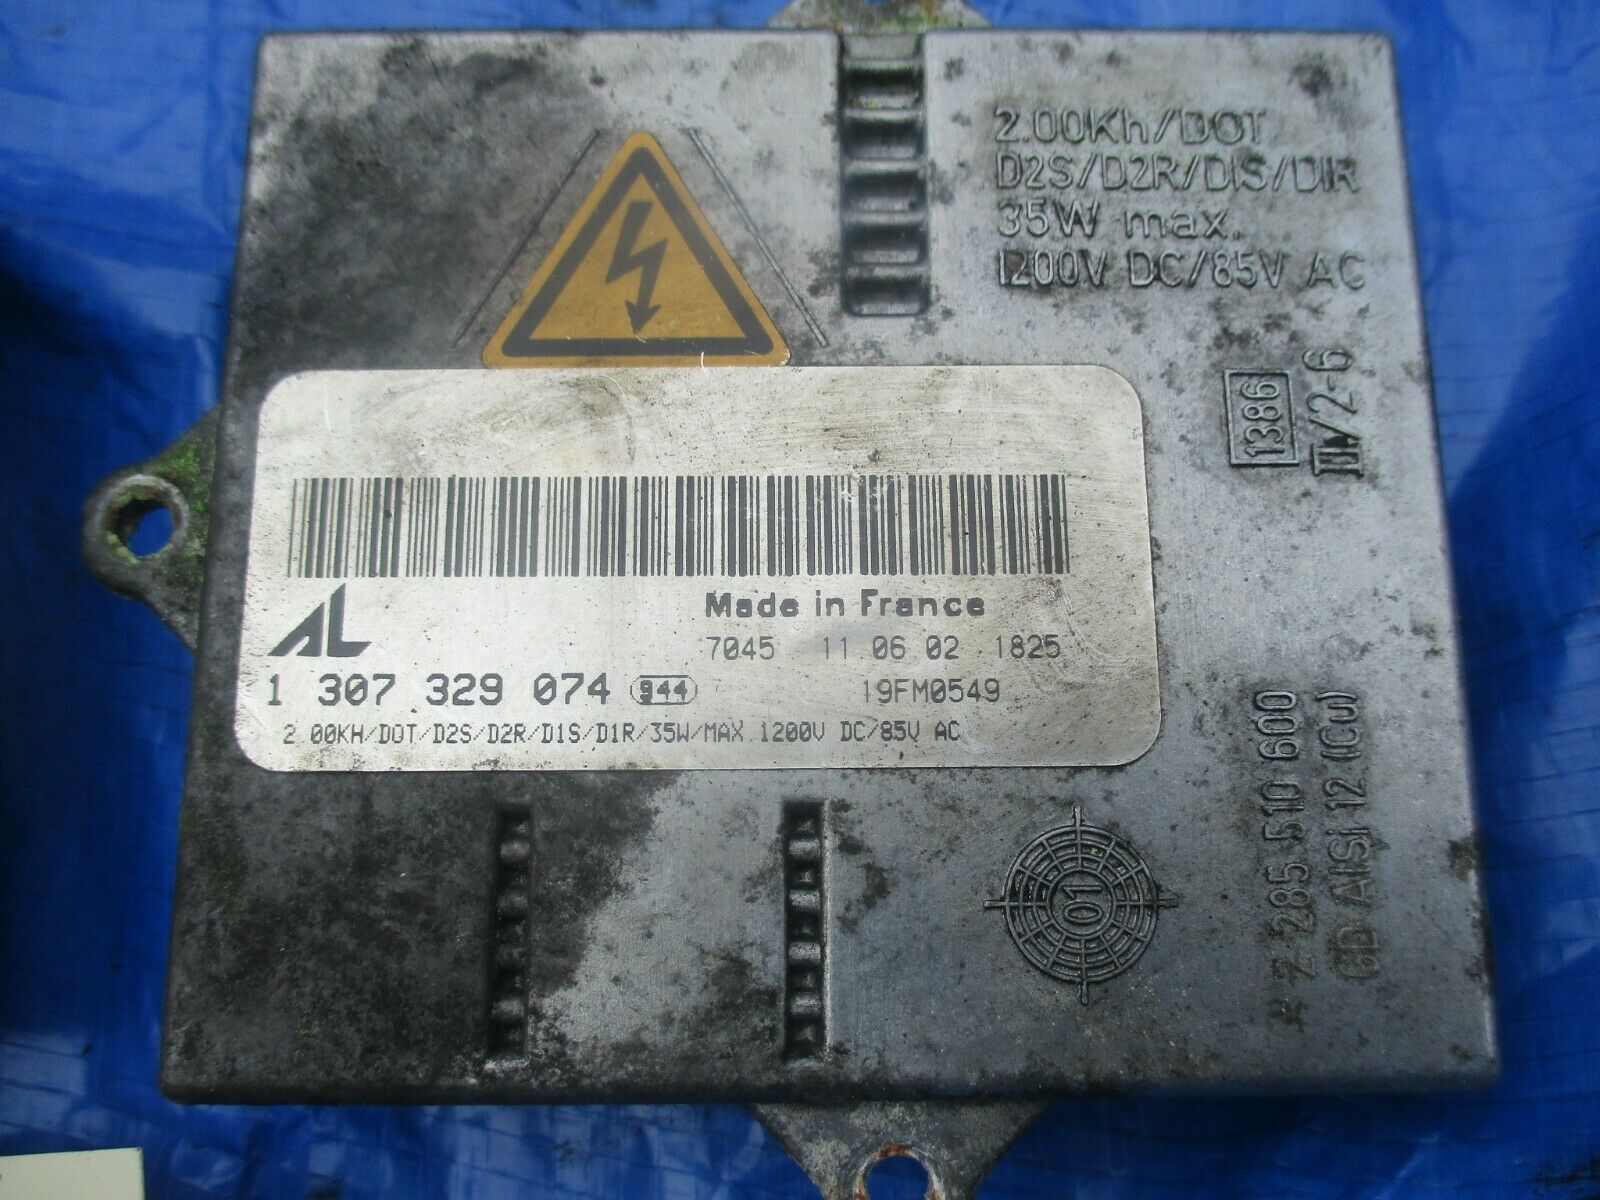 2.00Kh/DOT
D2S/D2R/D1S/D1R
35W max.
1200V DC/85V AC
1386
III/2-6
Made in France
AL
7045 11 06 02 1825
1 307 329 074 944
19FM0549
2 00KH/DOT/D2S/D2R/D1S/D1R/35W/MAX 1200V DC/85V AC
01
2 285 510 600
GD AlSi 12 (Cu)